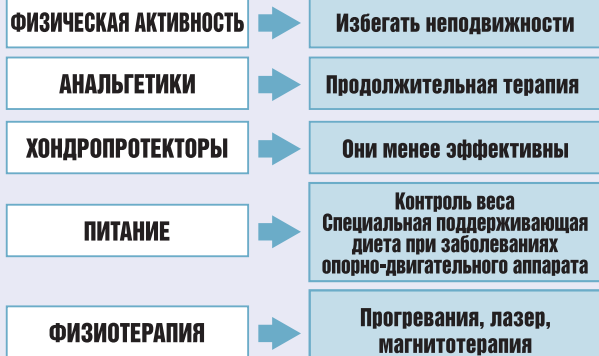 ФИЗИЧЕСКАЯ АКТИВНОСТЬ
Избегать неподвижности
АНАЛЬГЕТИКИ
Продолжительная терапия
ХОНДРОПРОТЕКТОРЫ
Они менее эффективны
ПИТАНИЕ
Контроль веса
Специальная поддерживающая
диета при заболеваниях
опорно-двигательного аппарата
ФИЗИОТЕРАПИЯ
Прогревания, лазер,
магнитотерапия